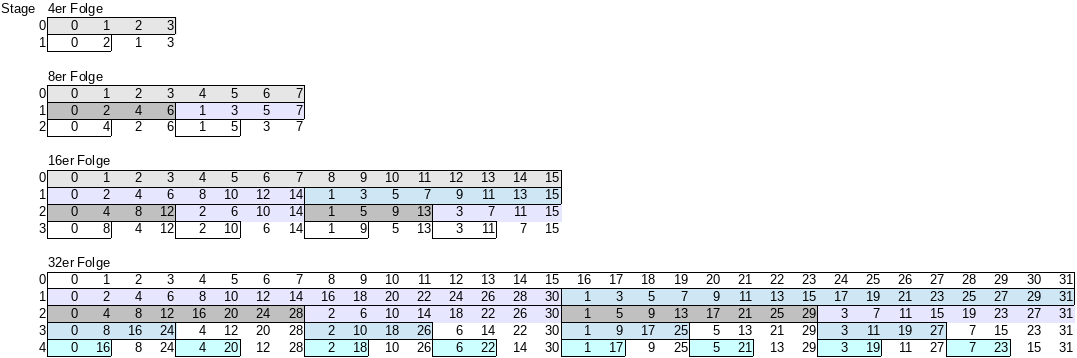 Stage 4er Folge
0 0 1 2 3
1 0 2 1 3
8er Folge
0 0 1 2 3 4 5 6 7
1 0 2 4 6 1 3 5 7
2 0 4 2 6 1 5 3 7
16er Folge
0 0 1 2 3 4 5 6 7 8 9 10 11 12 13 14 15
1 0 2 4 6 8 10 12 14 1 3 5 7 9 11 13 15
2 0 4 8 12 2 6 10 14 1 5 9 13 3 7 11 15
3 0 8 4 12 2 10 6 14 1 9 5 13 3 11 7 15
32er Folge
0 0 1 2 3 4 5 6 7 8 9 10 11 12 13 14 15 16 17 18 19 20 21 22 23 24 25 26 27 28 29 30 31
1 0 2 4 6 8 10 12 14 16 18 20 22 24 26 28 30 1 3 5 7 9 11 13 15 17 19 21 23 25 27 29 31
2 0 4 8 12 16 20 24 28 2 6 10 14 18 22 26 30 1 5 9 13 17 21 25 29 3 7 11 15 19 23 27 31
3 0 8 16 24 4 12 20 28 2 10 18 26 6 14 22 30 1 9 17 25 5 13 21 29 3 11 19 27 7 15 23 31
4 0 16 8 24 4 20 12 28 2 18 10 26 6 22 14 30 1 17 9 25 5 21 13 29 3 19 11 27 7 23 15 31